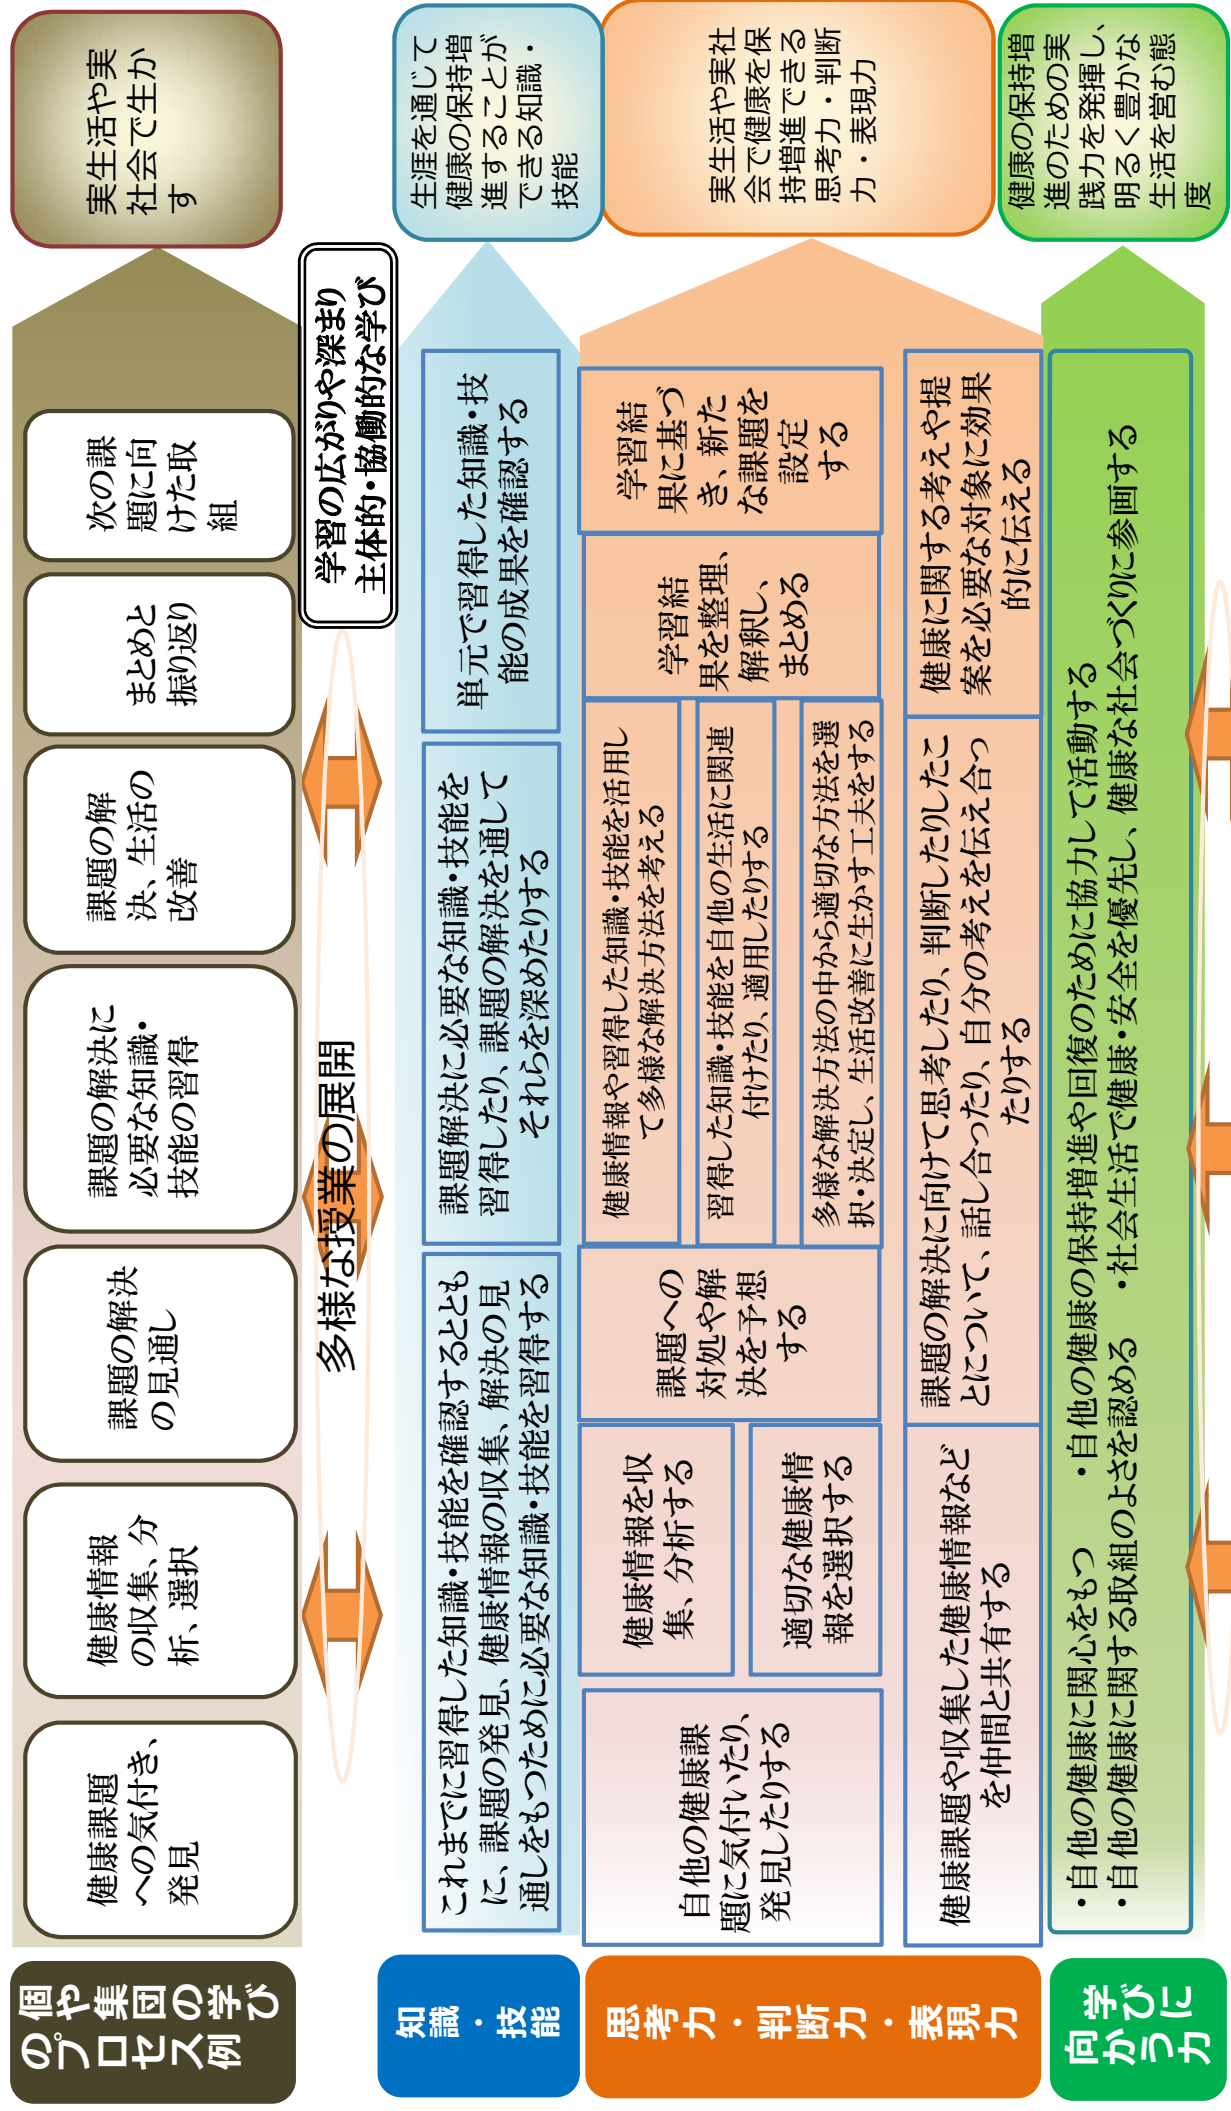 個や集団の学び
のプロセス例
健康課題
への気付き、
発見
健康情報
の収集、分
析、選択
課題の解決
の見通し
課題の解決に
必要な知識・
技能の習得
課題の解
決、生活の
改善
まとめと
振り返り
次の課
題に向
けた取
組
実生活や実
社会で生か
す
多様な授業の展開
学習の広がりや深まり
主体的・協働的な学び
知識・技能
これまでに習得した知識・技能を確認するととも
に、課題の発見、健康情報の収集、解決の見
通しをもつために必要な知識・技能を習得する
課題解決に必要な知識・技能を
習得したり、課題の解決を通して
それらを深めたりする
単元で習得した知識・技
能の成果を確認する
生涯を通じて
健康の保持増
進することが
できる知識・
技能
思考力・判断力・表現力
自他の健康課
題に気付いたり、
発見したりする
健康情報を収
集、分析する
適切な健康情
報を選択する
課題への
対処や解
決を予想
する
健康情報や習得した知識・技能を活用し
て多様な解決方法を考える
習得した知識・技能を自他の生活に関連
付けたり、適用したりする
多様な解決方法の中から適切な方法を選
択・決定し、生活改善に生かす工夫をする
学習結
果を整理、
解釈し、
まとめる
学習結
果に基づ
き、新た
な課題を
設定
する
健康課題や収集した健康情報など
を仲間と共有する
課題の解決に向けて思考したり、判断したりしたこ
とについて、話し合ったり、自分の考えを伝え合っ
たりする
健康に関する考えや提
案を必要な対象に効果
的に伝える
実生活や実社
会で健康を保
持増進できる
思考力・判断
力・表現力
学びに
向かう力
・自他の健康に関心をもつ　・自他の健康の保持増進や回復のために協力して活動する
・自他の健康に関する取組のよさを認める　・社会生活で健康・安全を優先し、健康な社会づくりに参画する
健康の保持増
進のための実
践力を発揮し、
明るく豊かな
生活を営む態
度